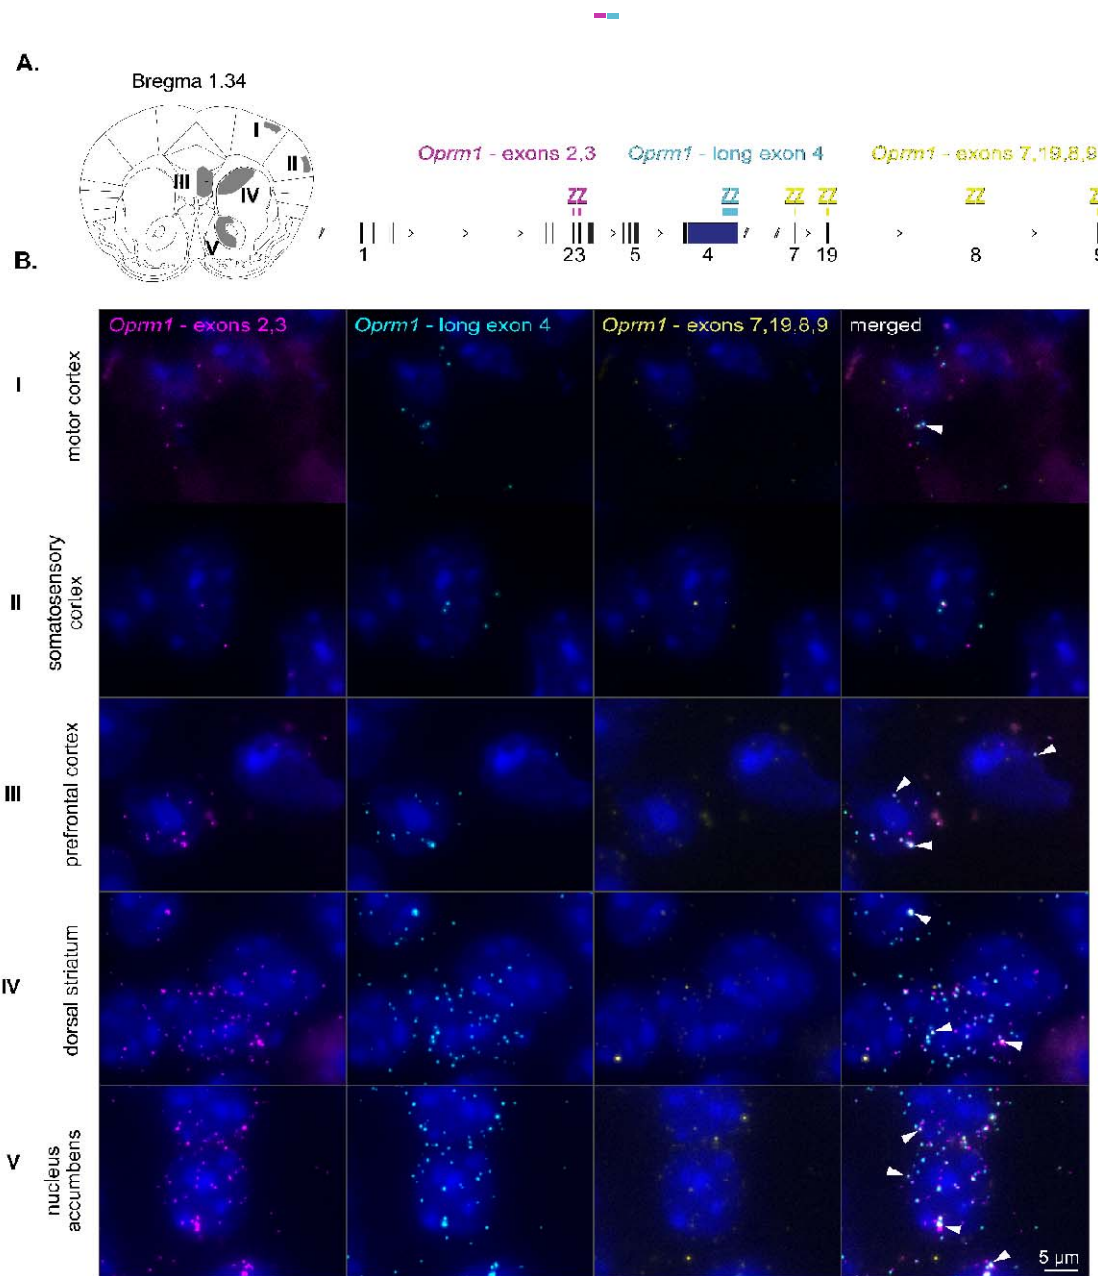 A.
Bregma 1.34
I
II
III
IV
V
Oprm1 - exons 2,3
Oprm1 - long exon 4
Oprm1 - exons 7,19,8,9
ZZ
ZZ
ZZ
ZZ
ZZ
1
23
5
4
7
19
8
9
B.
Oprm1 - exons 2,3
Oprm1 - long exon 4
Oprm1 - exons 7,19,8,9
merged
I
motor cortex
II
somatosensory
cortex
III
prefrontal cortex
IV
dorsal striatum
V
nucleus
accumbens
5 µm